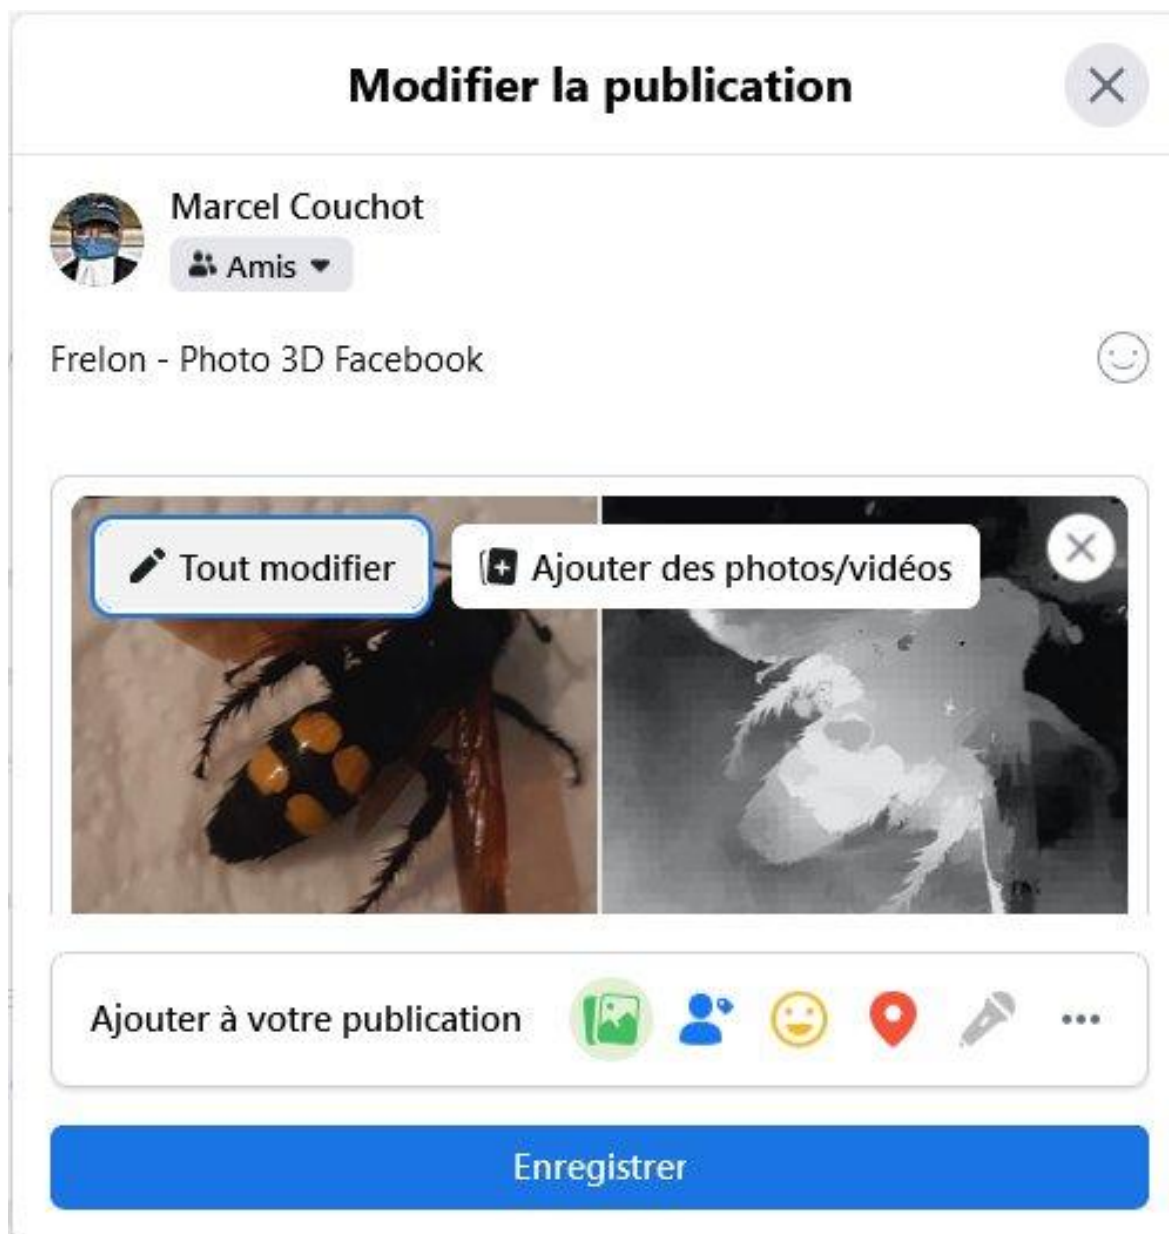 Modifier la publication
Marcel Couchot
Amis
Frelon - Photo 3D Facebook
Tout modifier
Ajouter des photos/vidéos
Ajouter à votre publication
Enregistrer